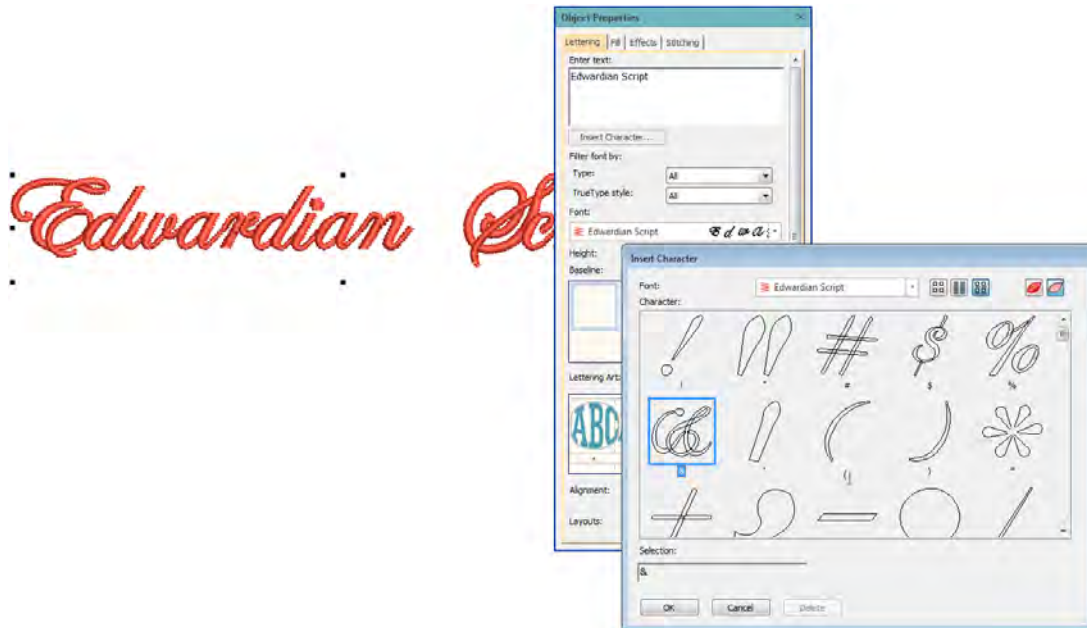 Edwardian Sc
Object Properties
Lettering Fill Effects Stitching
Enter text:
Edwardian Script
Insert Character...
Filter font by:
Type: All
TrueType style: All
Font:
Edwardian Script
Height:
Baseline:
Lettering Art:
ABC
Alignment:
Layouts:
Insert Character
Font: Edwardian Script
Character:
! " # $ %
& ' ( ) *
Selection:
&
OK Cancel Delete